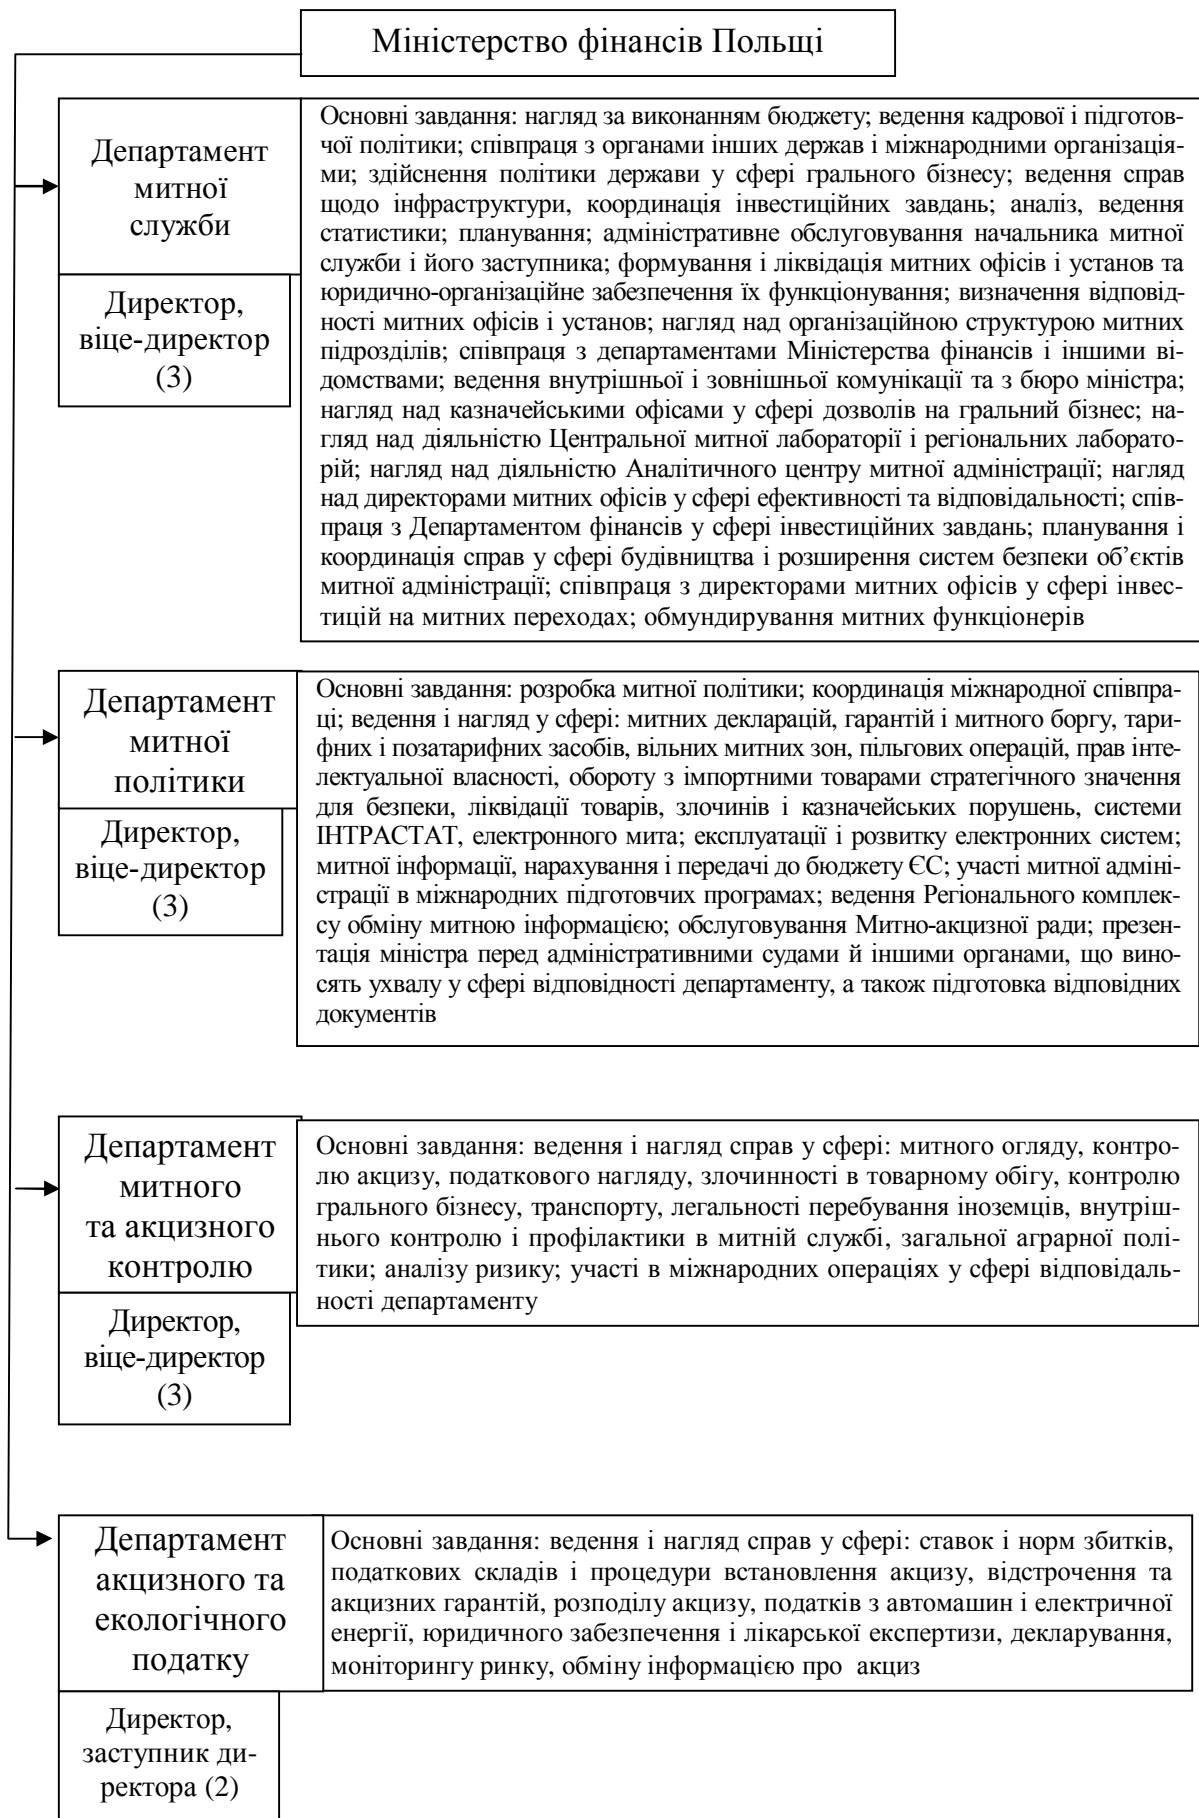 Міністерство фінансів Польщі
Департамент
митної
служби
Директор,
віце-директор
(3)
Основні завдання: нагляд за виконанням бюджету; ведення кадрової і підготов-
чої політики; співпраця з органами інших держав і міжнародними організація-
ми; здійснення політики держави у сфері грального бізнесу; ведення справ
щодо інфраструктури, координація інвестиційних завдань; аналіз, ведення
статистики; планування; адміністративне обслуговування начальника митної
служби і його заступника; формування і ліквідація митних офісів і установ та
юридично-організаційне забезпечення їх функціонування; визначення відповід-
ності митних офісів і установ; нагляд над організаційною структурою митних
підрозділів; співпраця з департаментами Міністерства фінансів і іншими ві-
домствами; ведення внутрішньої і зовнішньої комунікації та з бюро міністра;
нагляд над казначейськими офісами у сфері дозволів на гральний бізнес; на-
гляд над діяльністю Центральної митної лабораторії і регіональних лаборато-
рій; нагляд над діяльністю Аналітичного центру митної адміністрації; нагляд
над директорами митних офісів у сфері ефективності та відповідальності; спів-
праця з Департаментом фінансів у сфері інвестиційних завдань; планування і
координація справ у сфері будівництва і розширення систем безпеки об’єктів
митної адміністрації; співпраця з директорами митних офісів у сфері інвес-
тицій на митних переходах; обмундирування митних функціонерів
Департамент
митної
політики
Директор,
віце-директор
(3)
Основні завдання: розробка митної політики; координація міжнародної співпра-
ці; ведення і нагляд у сфері: митних декларацій, гарантій і митного боргу, тари-
фних і позатарифних засобів, вільних митних зон, пільгових операцій, прав інте-
лектуальної власності, обороту з імпортними товарами стратегічного значення
для безпеки, ліквідації товарів, злочинів і казначейських порушень, системи
ІНТРАСТАТ, електронного мита; експлуатації і розвитку електронних систем;
митної інформації, нарахування і передачі до бюджету ЄС; участі митної адміні-
страції в міжнародних підготовчих програмах; ведення Регіонального комплек-
су обміну митною інформацією; обслуговування Митно-акцизної ради; презен-
тація міністра перед адміністративними судами й іншими органами, що вино-
сять ухвалу у сфері відповідності департаменту, а також підготовка відповідних
документів
Департамент
митного
та акцизного
контролю
Директор,
віце-директор
(3)
Основні завдання: ведення і нагляд справ у сфері: митного огляду, контро-
лю акцизу, податкового нагляду, злочинності в товарному обігу, контролю
грального бізнесу, транспорту, легальності перебування іноземців, внутріш-
нього контролю і профілактики в митній службі, загальної аграрної полі-
тики; аналізу ризику; участі в міжнародних операціях у сфері відповідаль-
ності департаменту
Департамент
акцизного та
екологічного
податку
Директор,
заступник ди-
ректора (2)
Основні завдання: ведення і нагляд справ у сфері: ставок і норм збитків,
податкових складів і процедури встановлення акцизу, відстрочення та
акцизних гарантій, розподілу акцизу, податків з автомашин і електричної
енергії, юридичного забезпечення і лікарської експертизи, декларування,
моніторингу ринку, обміну інформацією про акциз